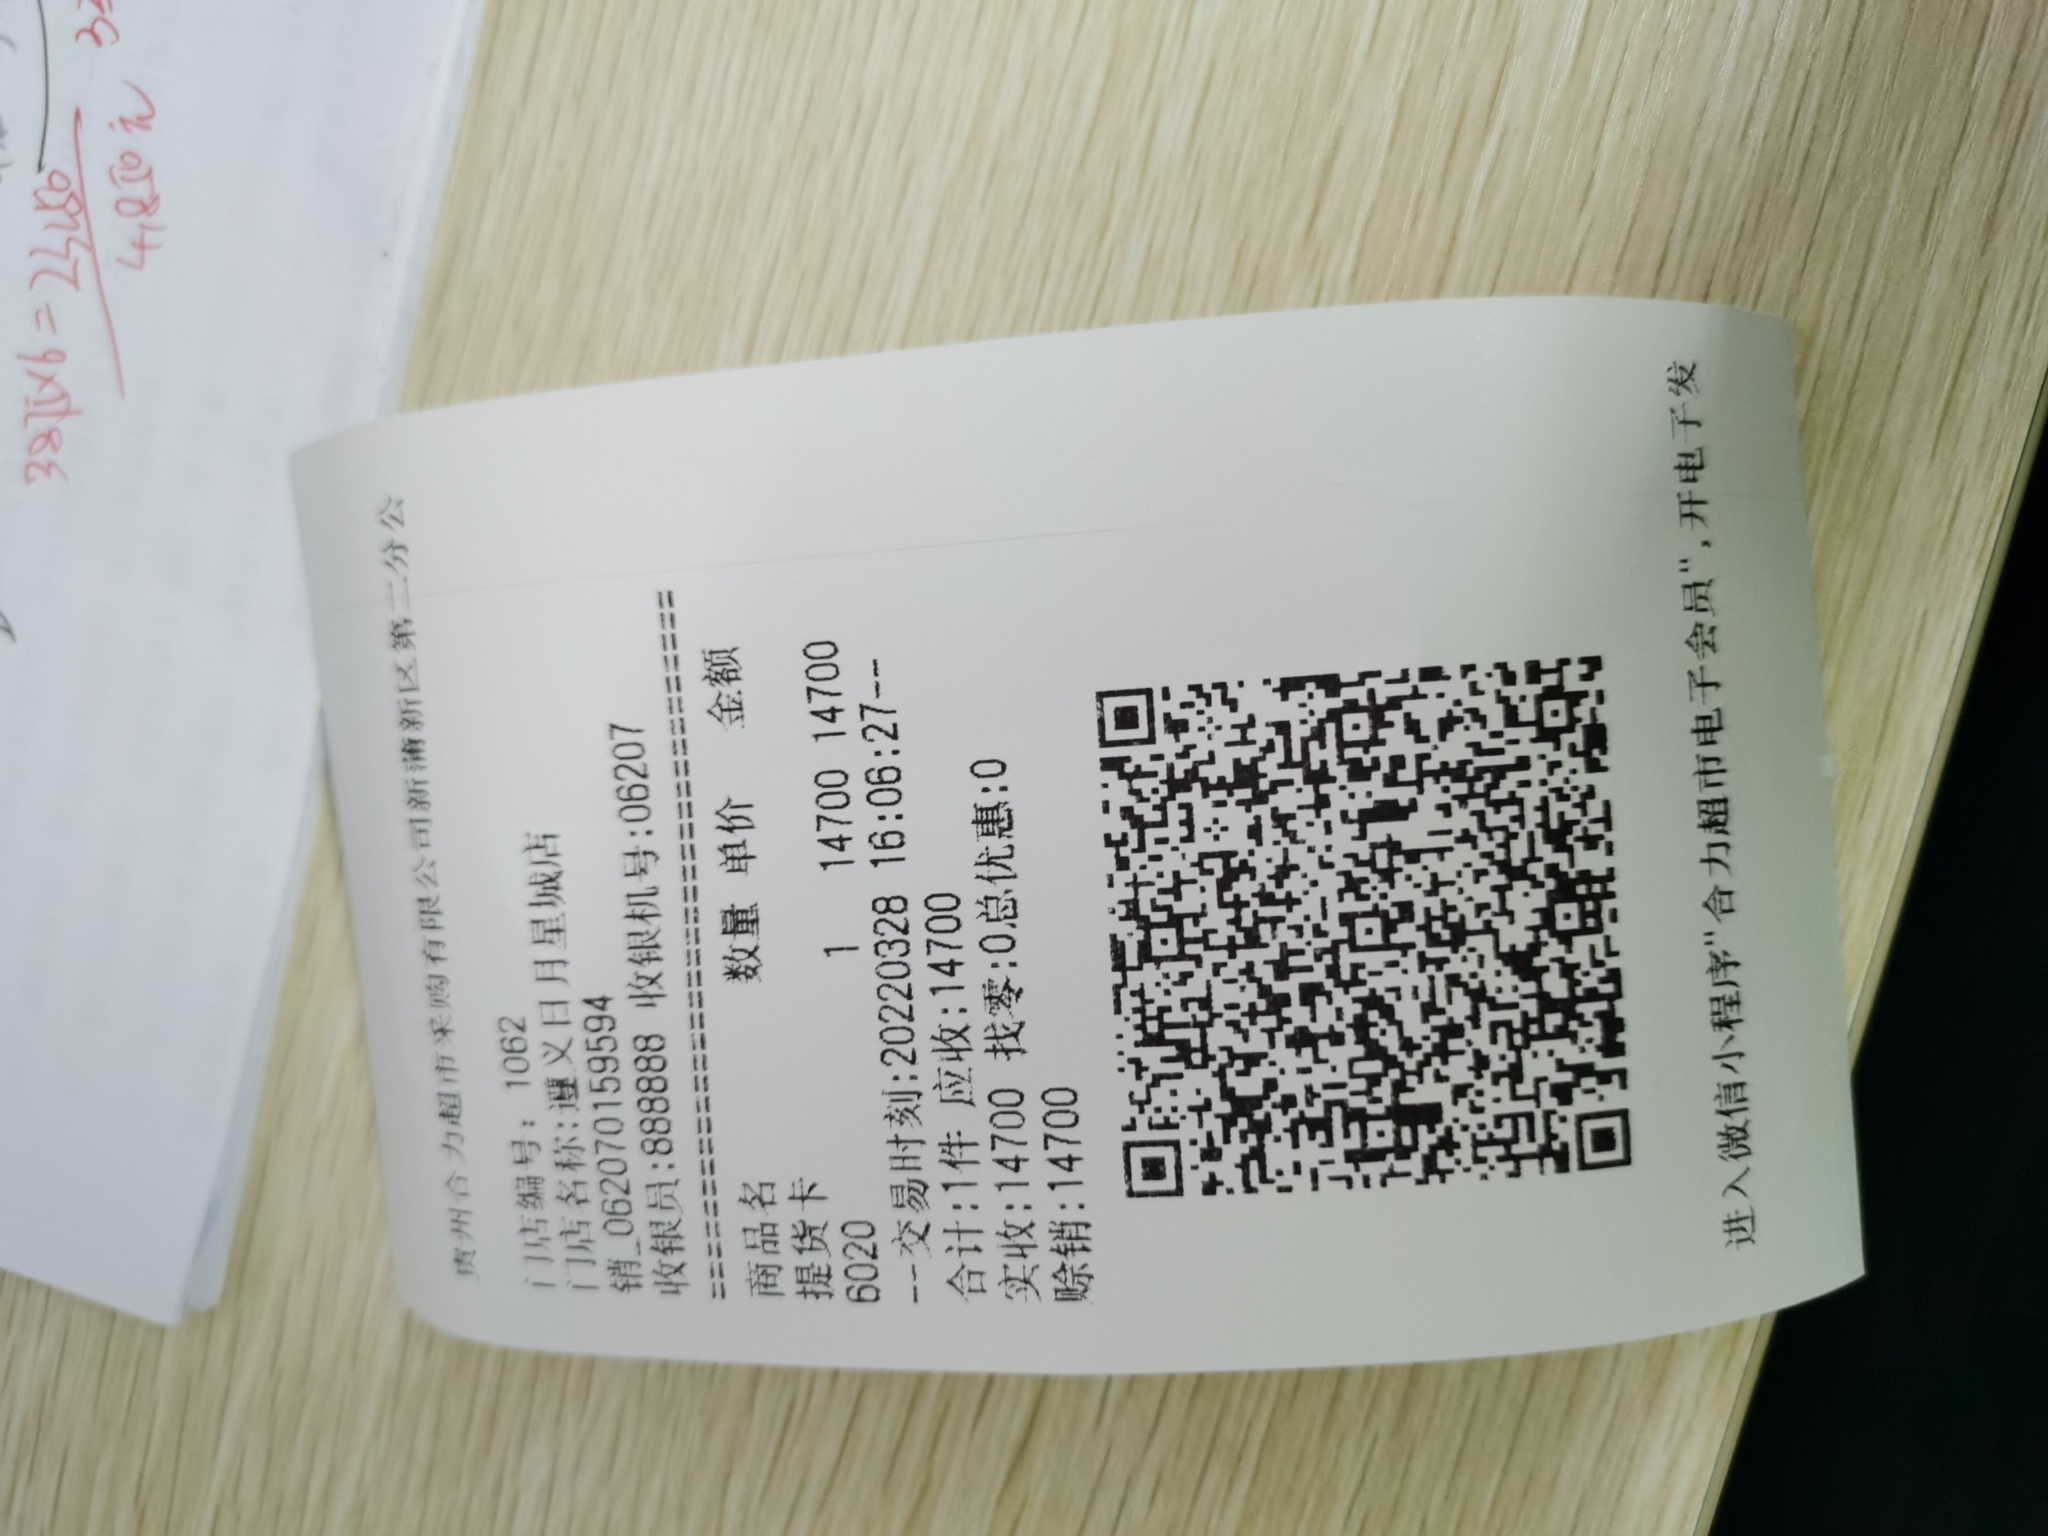 贵州合力超市采购有限公司新蒲新区第二分公
门店编号: 1062
门店名称:遵义日月星城店
销_062070159594
收银员:888888 收银机号:06207
================================
商品名 数量 单价 金额
提货卡
6020 1 14700 14700
--交易时刻:20220328 16:06:27--
合计:1件 应收:14700
实收:14700 找零:0总优惠:0
赊销:14700
进入微信小程序"合力超市电子会员",开电子发
4,850元